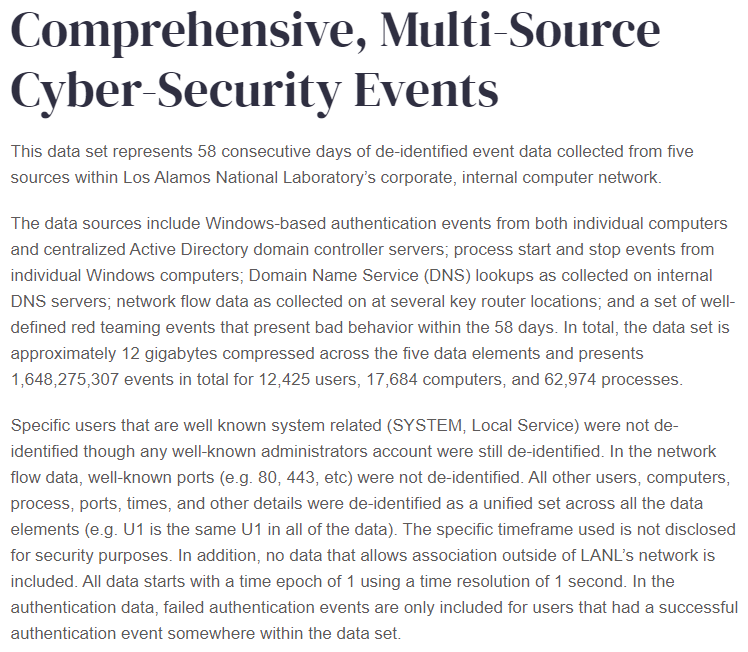 Comprehensive, Multi-Source
Cyber-Security Events
This data set represents 58 consecutive days of de-identified event data collected from five
sources within Los Alamos National Laboratory’s corporate, internal computer network.
The data sources include Windows-based authentication events from both individual computers
and centralized Active Directory domain controller servers; process start and stop events from
individual Windows computers; Domain Name Service (DNS) lookups as collected on internal
DNS servers; network flow data as collected on at several key router locations; and a set of well-
defined red teaming events that present bad behavior within the 58 days. In total, the data set is
approximately 12 gigabytes compressed across the five data elements and presents
1,648,275,307 events in total for 12,425 users, 17,684 computers, and 62,974 processes.
Specific users that are well known system related (SYSTEM, Local Service) were not de-
identified though any well-known administrators account were still de-identified. In the network
flow data, well-known ports (e.g. 80, 443, etc) were not de-identified. All other users, computers,
process, ports, times, and other details were de-identified as a unified set across all the data
elements (e.g. U1 is the same U1 in all of the data). The specific timeframe used is not disclosed
for security purposes. In addition, no data that allows association outside of LANL’s network is
included. All data starts with a time epoch of 1 using a time resolution of 1 second. In the
authentication data, failed authentication events are only included for users that had a successful
authentication event somewhere within the data set.